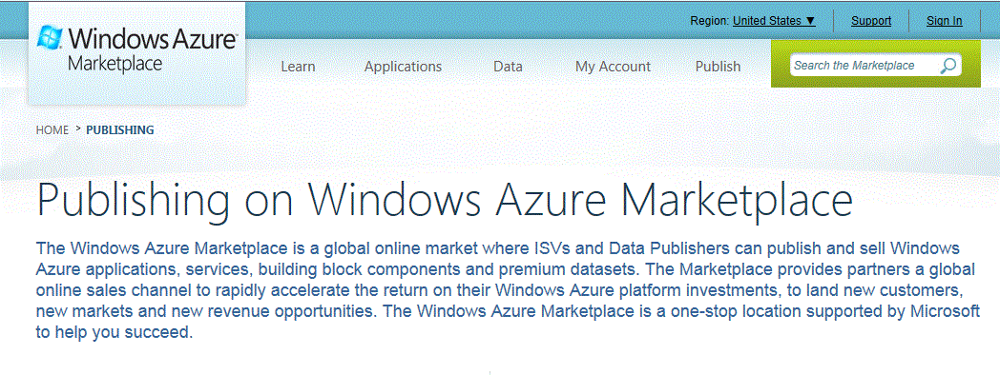 Region: United States ▼ Support Sign In
Windows Azure
Marketplace
Learn Applications Data My Account Publish Search the Marketplace
HOME > PUBLISHING
Publishing on Windows Azure Marketplace
The Windows Azure Marketplace is a global online market where ISVs and Data Publishers can publish and sell Windows
Azure applications, services, building block components and premium datasets. The Marketplace provides partners a global
online sales channel to rapidly accelerate the return on their Windows Azure platform investments, to land new customers,
new markets and new revenue opportunities. The Windows Azure Marketplace is a one-stop location supported by Microsoft
to help you succeed.